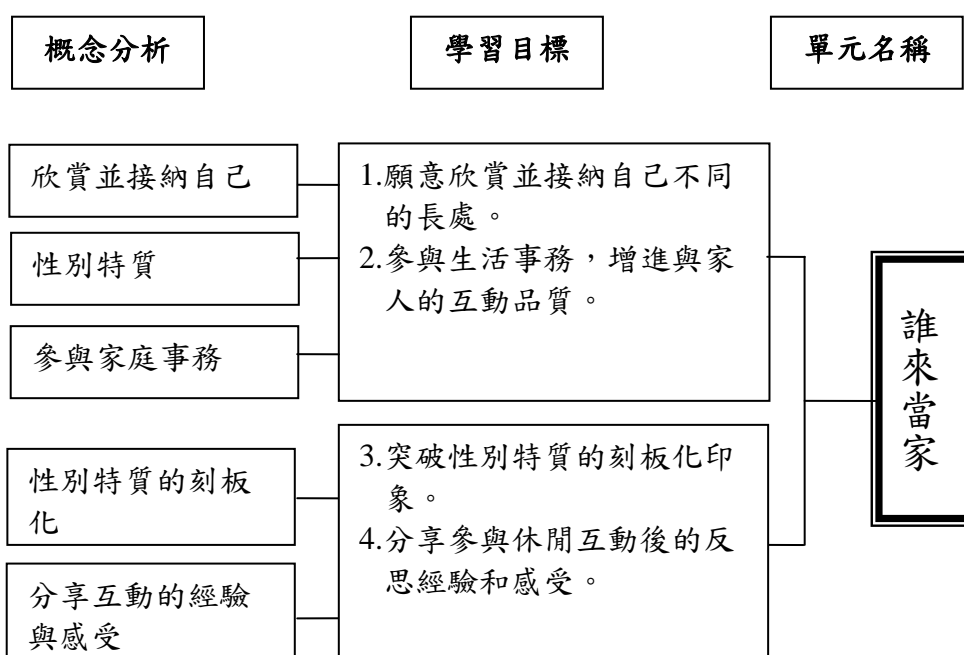 概念分析
學習目標
單元名稱
欣賞並接納自己
性別特質
參與家庭事務
1.願意欣賞並接納自己不同
的長處。
2.參與生活事務，增進與家
人的互動品質。
性別特質的刻板
化
分享互動的經驗
與感受
3.突破性別特質的刻板化印
象。
4.分享參與休閒互動後的反
思經驗和感受。
誰來當家